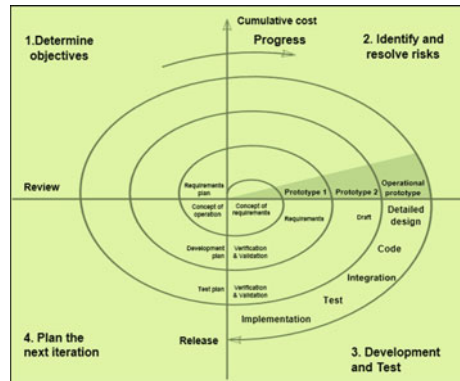 Cumulative cost
1.Determine
objectives
Progress
2. Identify and
resolve risks
Review
Requirements
plan
Prototype 1
Prototype 2
Operational
prototype
Concept of
operation
Concept of
requirements
Requirements
Draft
Detailed
design
Development
plan
Verification
& Validation
Code
Test plan
Verification
& Validation
Integration
Test
Implementation
4. Plan the
next iteration
Release
3. Development
and Test